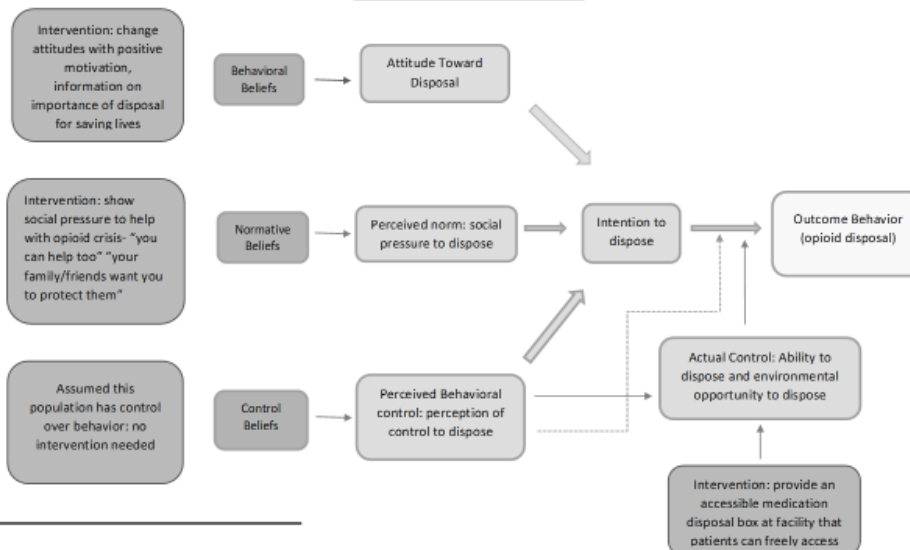 Intervention: change
attitudes with positive
motivation,
information on
importance of disposal
for saving lives
Behavioral
Beliefs
Attitude Toward
Disposal
Intervention: show
social pressure to help
with opioid crisis- “you
can help too” “your
family/friends want you
to protect them”
Normative
Beliefs
Perceived norm: social
pressure to dispose
Intention to
dispose
Outcome Behavior
(opioid disposal)
Assumed this
population has control
over behavior: no
intervention needed
Control
Beliefs
Perceived Behavioral
control: perception of
control to dispose
Actual Control: Ability to
dispose and environmental
opportunity to dispose
Intervention: provide an
accessible medication
disposal box at facility that
patients can freely access